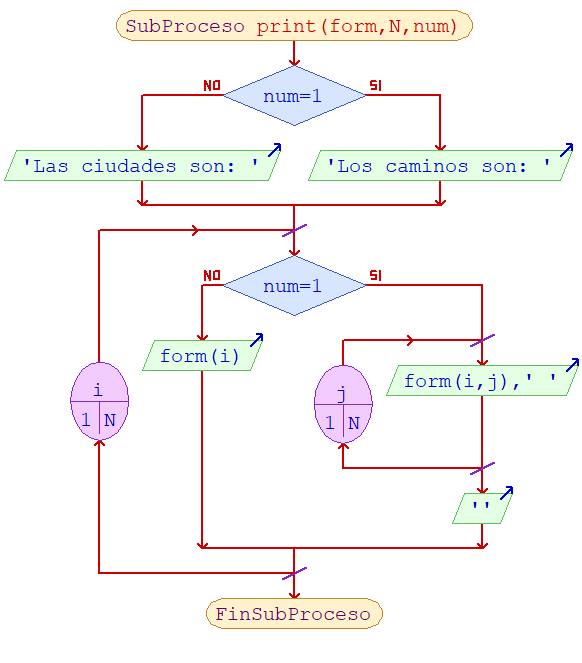 SubProceso print(form,N,num)
NO
SI
num=1
'Las ciudades son: '
'Los caminos son: '
NO
SI
num=1
form(i)
form(i,j),' '
i
1 N
j
1 N
''
FinSubProceso